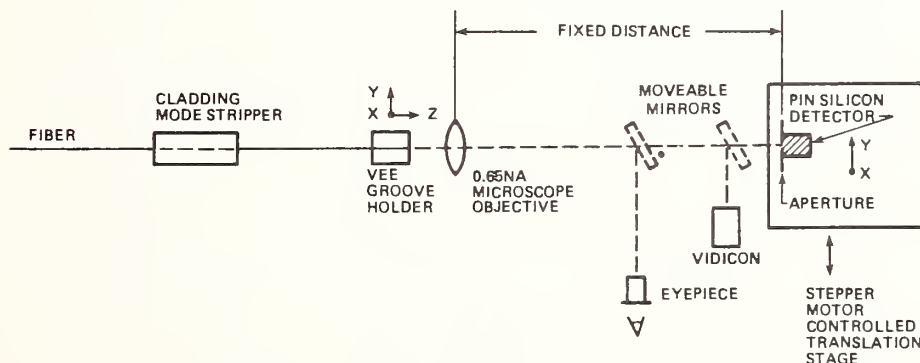 FIXED DISTANCE
CLADDING
MODE STRIPPER
FIBER
Y
X
Z
VEE
GROOVE
HOLDER
0.65NA
MICROSCOPE
OBJECTIVE
MOVEABLE
MIRRORS
PIN SILICON
DETECTOR
Y
X
APERTURE
VIDICON
EYEPIECE
STEPPER
MOTOR
CONTROLLED
TRANSLATION
STAGE